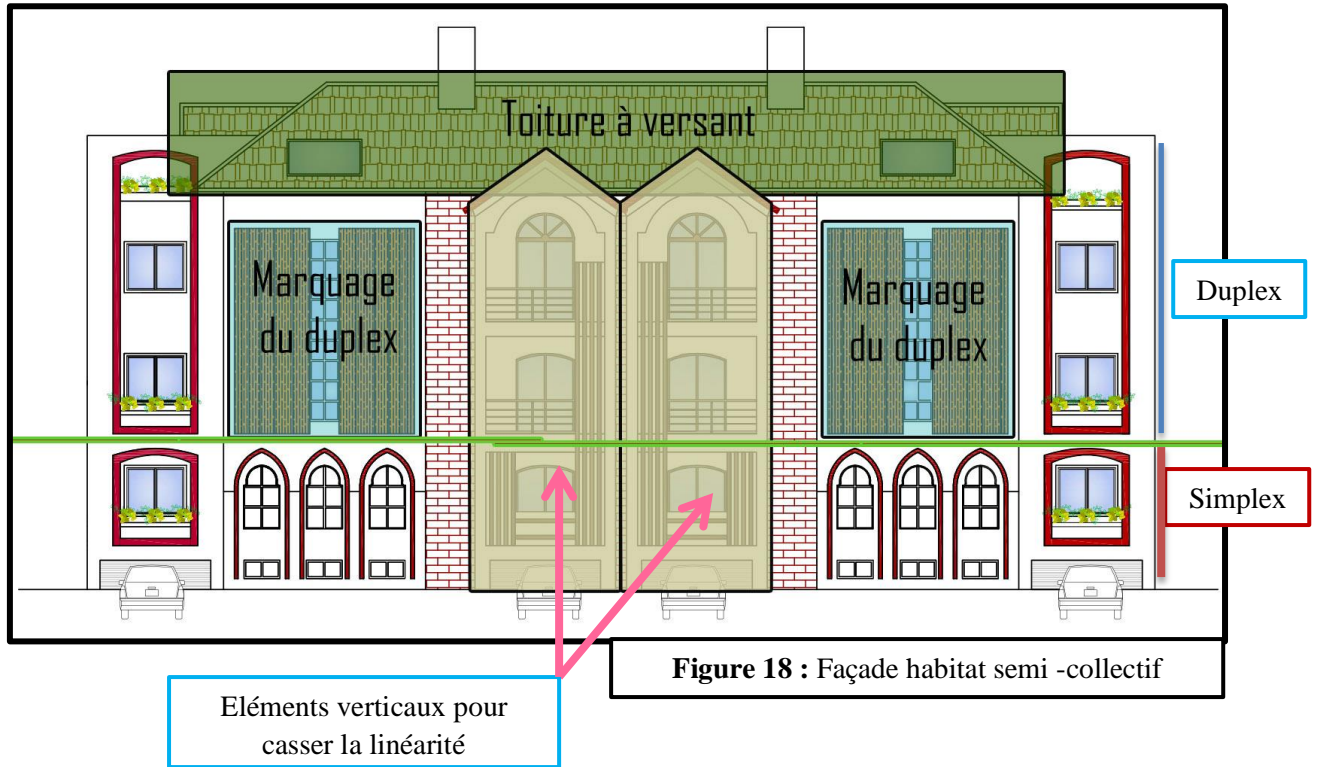 Toiture à versant
Marquage
du duplex
Marquage
du duplex
Duplex
Simplex
Figure 18 : Façade habitat semi -collectif
Eléments verticaux pour
casser la linéarité